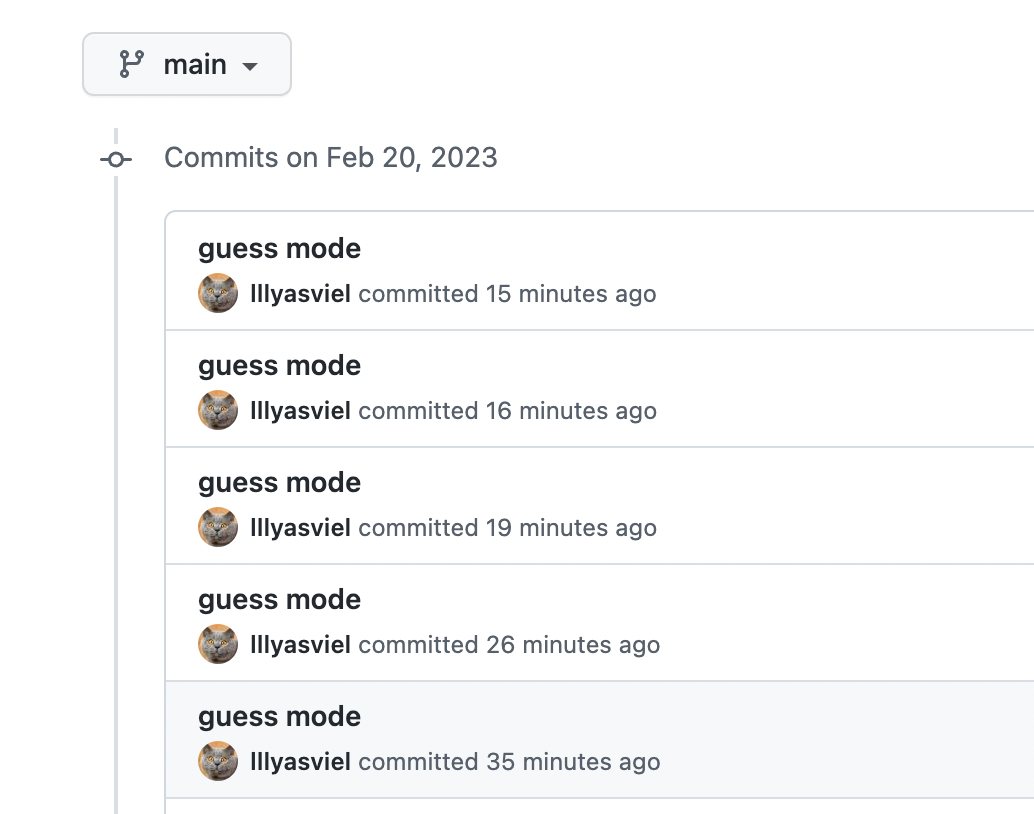 main
Commits on Feb 20, 2023
guess mode
lllyasviel committed 15 minutes ago
guess mode
lllyasviel committed 16 minutes ago
guess mode
lllyasviel committed 19 minutes ago
guess mode
lllyasviel committed 26 minutes ago
guess mode
lllyasviel committed 35 minutes ago